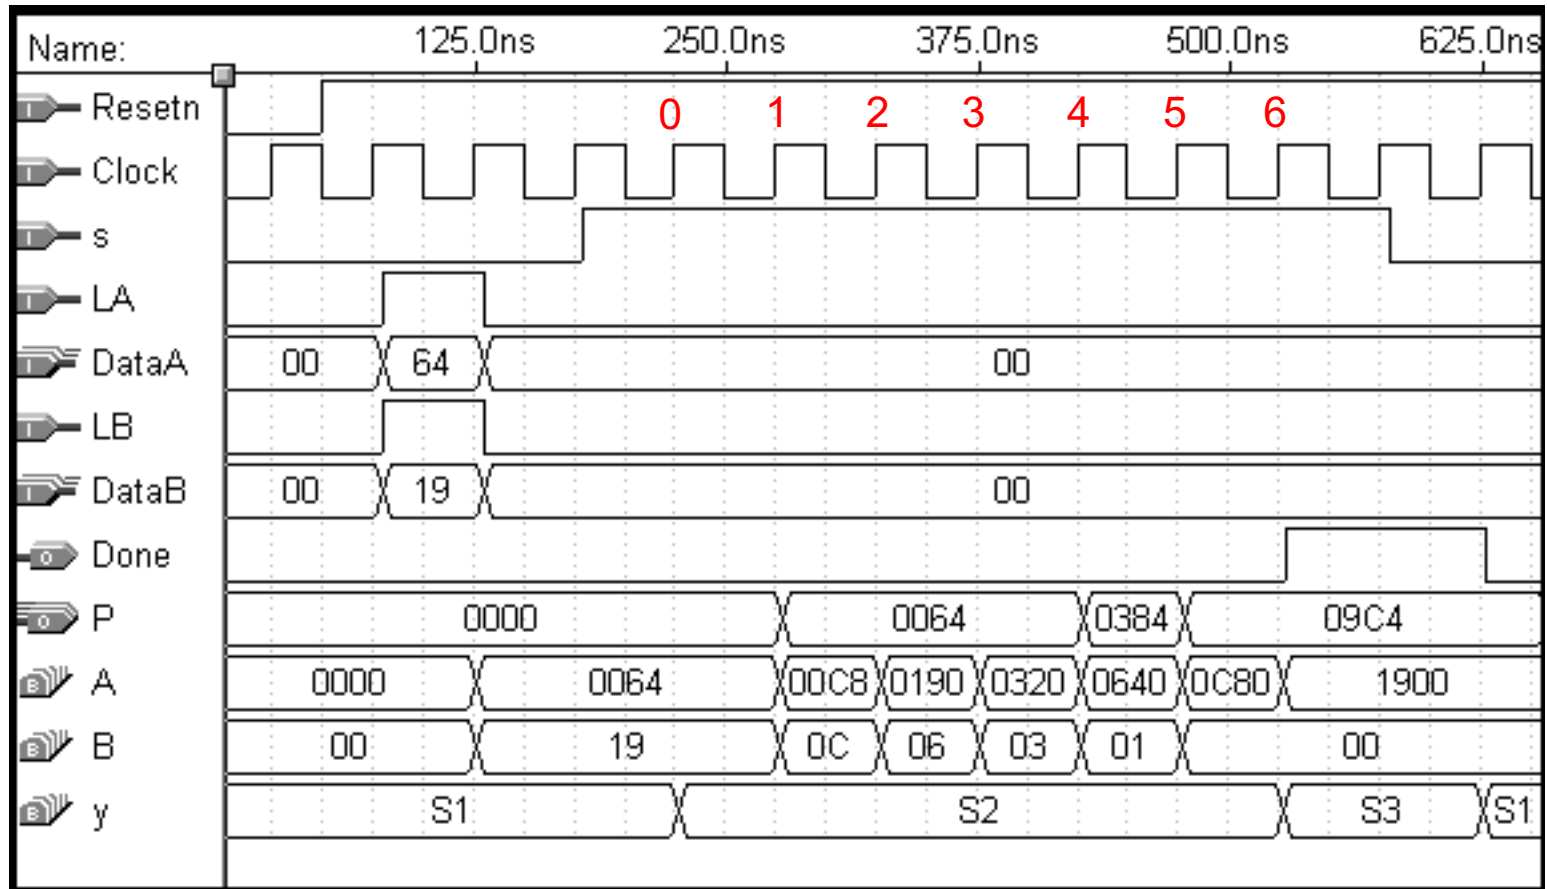 Name: 125.0ns 250.0ns 375.0ns 500.0ns 625.0ns
I Resetn 0 1 2 3 4 5 6
I Clock
I s
I LA
I DataA 00 64 00
I LB
I DataB 00 19 00
O Done
O P 0000 0064 0384 09C4
B A 0000 0064 00C8 0190 0320 0640 0C80 1900
B B 00 19 0C 06 03 01 00
B y S1 S2 S3 S1